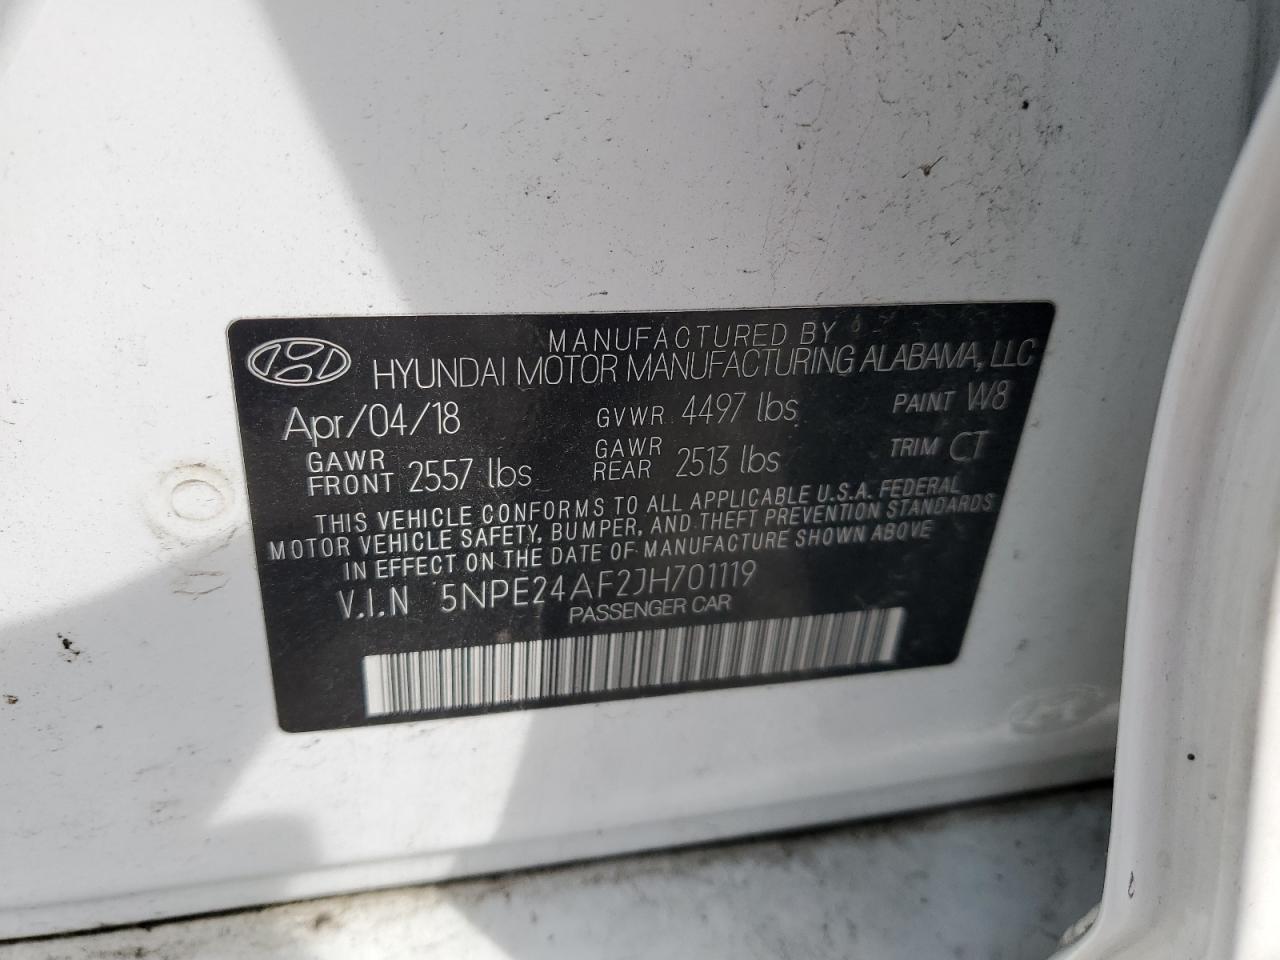 MANUFACTURED BY
HYUNDAI MOTOR MANUFACTURING ALABAMA, LLC
Apr/04/18 GVWR 4497 lbs PAINT W8
GAWR FRONT 2557 lbs GAWR REAR 2513 lbs TRIM CT
THIS VEHICLE CONFORMS TO ALL APPLICABLE U.S.A. FEDERAL
MOTOR VEHICLE SAFETY, BUMPER, AND THEFT PREVENTION STANDARDS
IN EFFECT ON THE DATE OF MANUFACTURE SHOWN ABOVE
V.I.N 5NPE24AF2JH701119
PASSENGER CAR